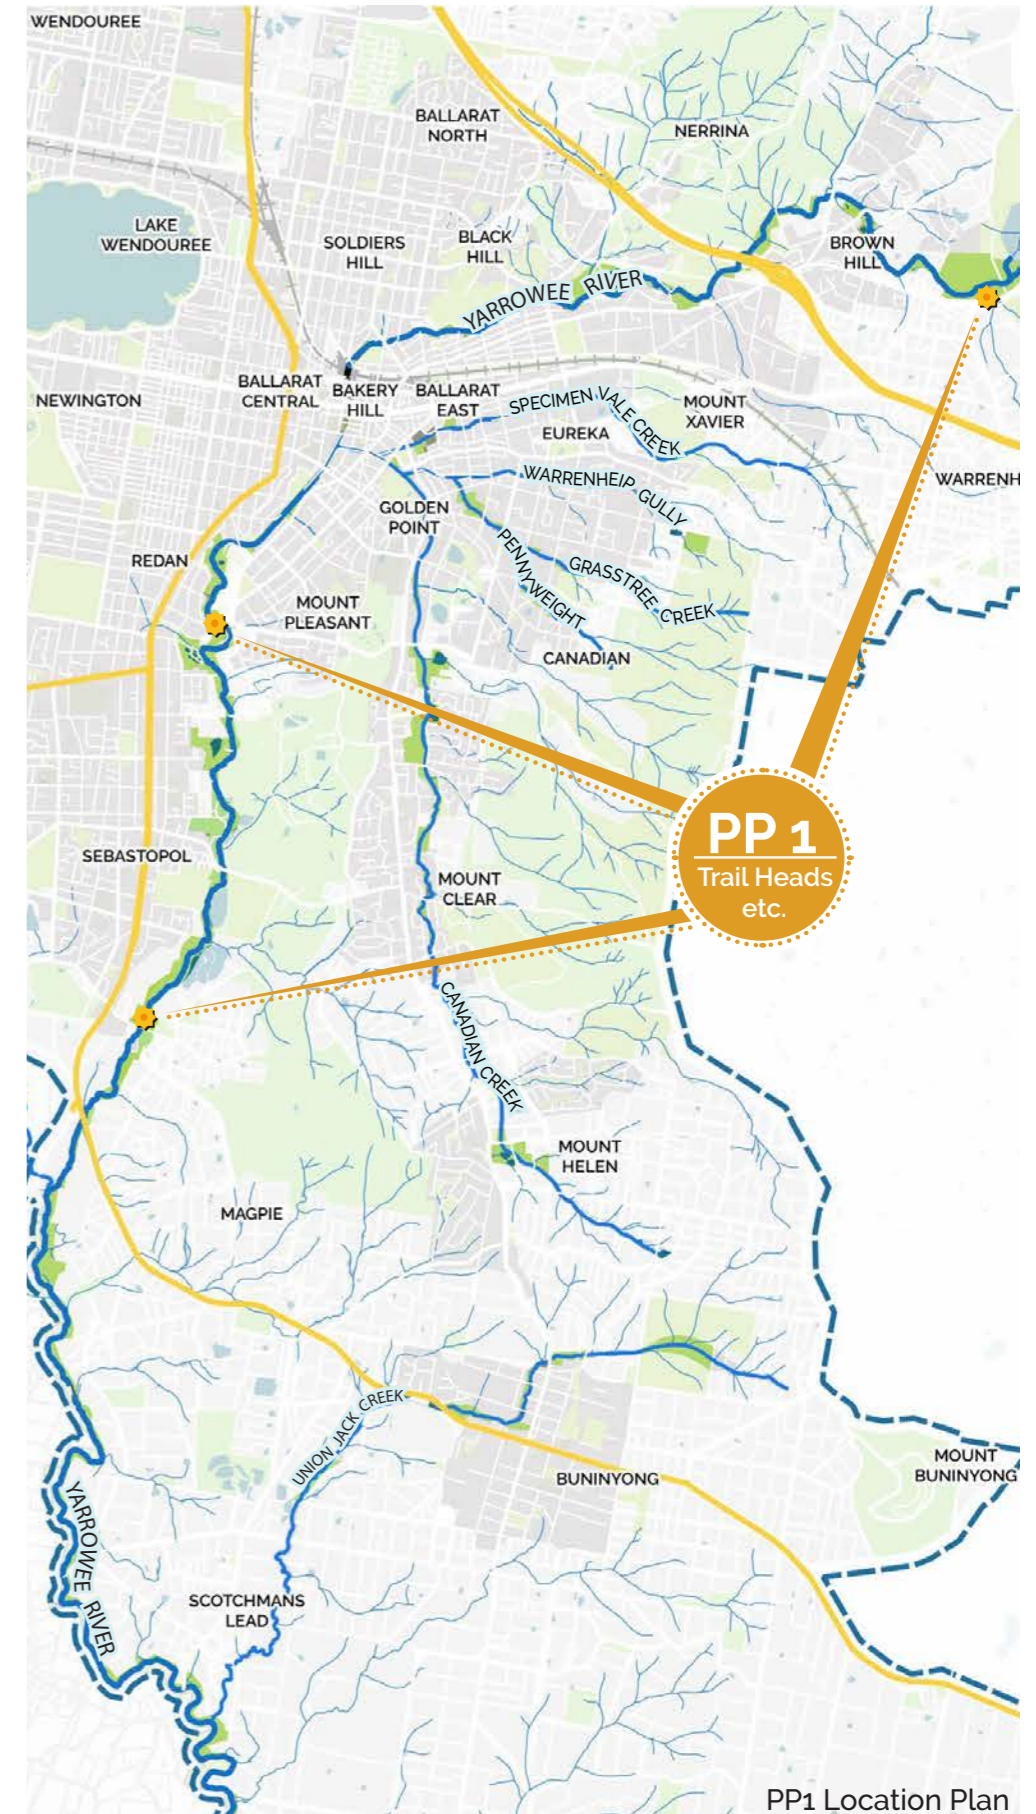 WENDOUREE
BALLARAT
NORTH
NERRINA
LAKE
WENDOUREE
SOLDIERS
HILL
BLACK
HILL
BROWN
HILL
YARROWEE RIVER
NEWINGTON
BALLARAT
CENTRAL
BAKERY
HILL
BALLARAT
EAST
SPECIMEN VALE CREEK
MOUNT
XAVIER
EUREKA
WARRENHEIP GULLY
WARRENH
GOLDEN
POINT
REDAN
PENNYWEIGHT
GRASSTREE CREEK
MOUNT
PLEASANT
CANADIAN
PP 1
Trail Heads
etc.
SEBASTOPOL
MOUNT
CLEAR
CANADIAN CREEK
MOUNT
HELEN
MAGPIE
UNION JACK CREEK
BUNINYONG
MOUNT
BUNINYONG
YARROWEE RIVER
SCOTCHMANS
LEAD
PP1 Location Plan